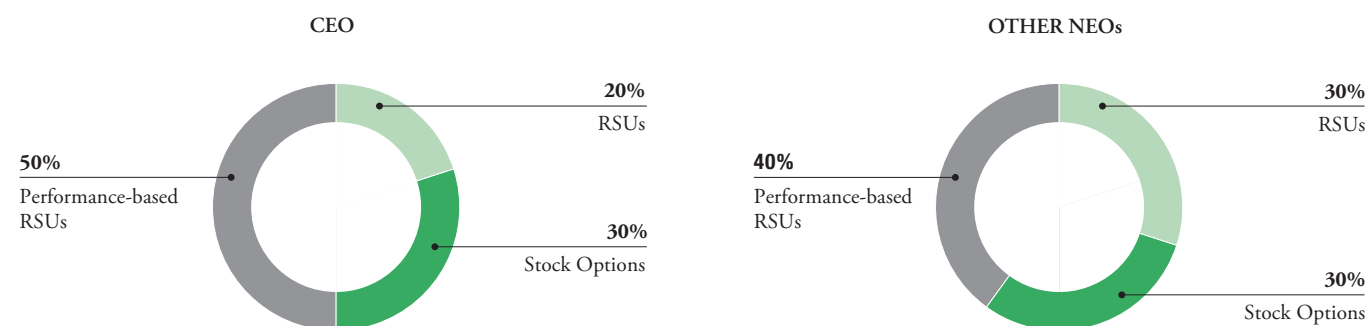 CEO
20%
RSUs
50%
Performance-based
RSUs
30%
Stock Options
OTHER NEOs
30%
RSUs
40%
Performance-based
RSUs
30%
Stock Options